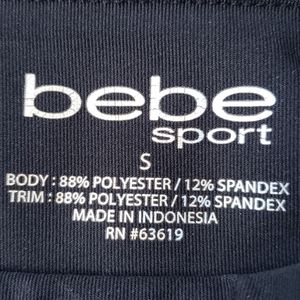 bebe
sport
S
BODY : 88% POLYESTER / 12% SPANDEX
TRIM : 88% POLYESTER / 12% SPANDEX
MADE IN INDONESIA
RN #63619